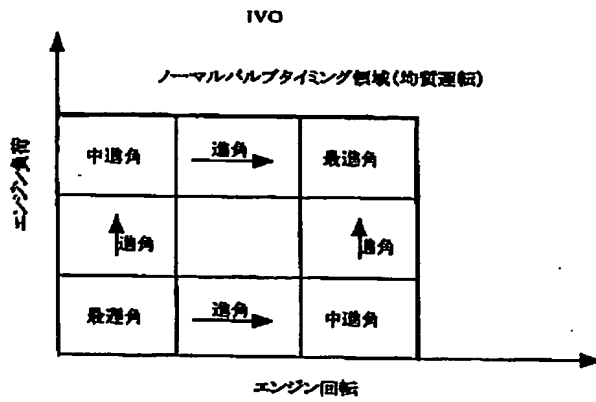 IVO
ノーマルバルブタイミング領域(均質運転)
エンジン負荷
中進角
進角
最進角
進角
進角
最遅角
進角
中進角
エンジン回転